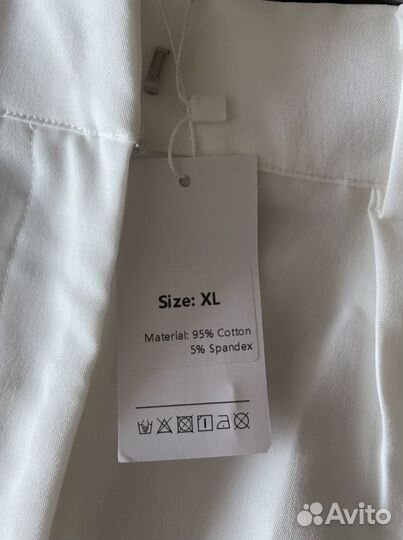 Size: XL
Material: 95% Cotton
5% Spandex
Avito